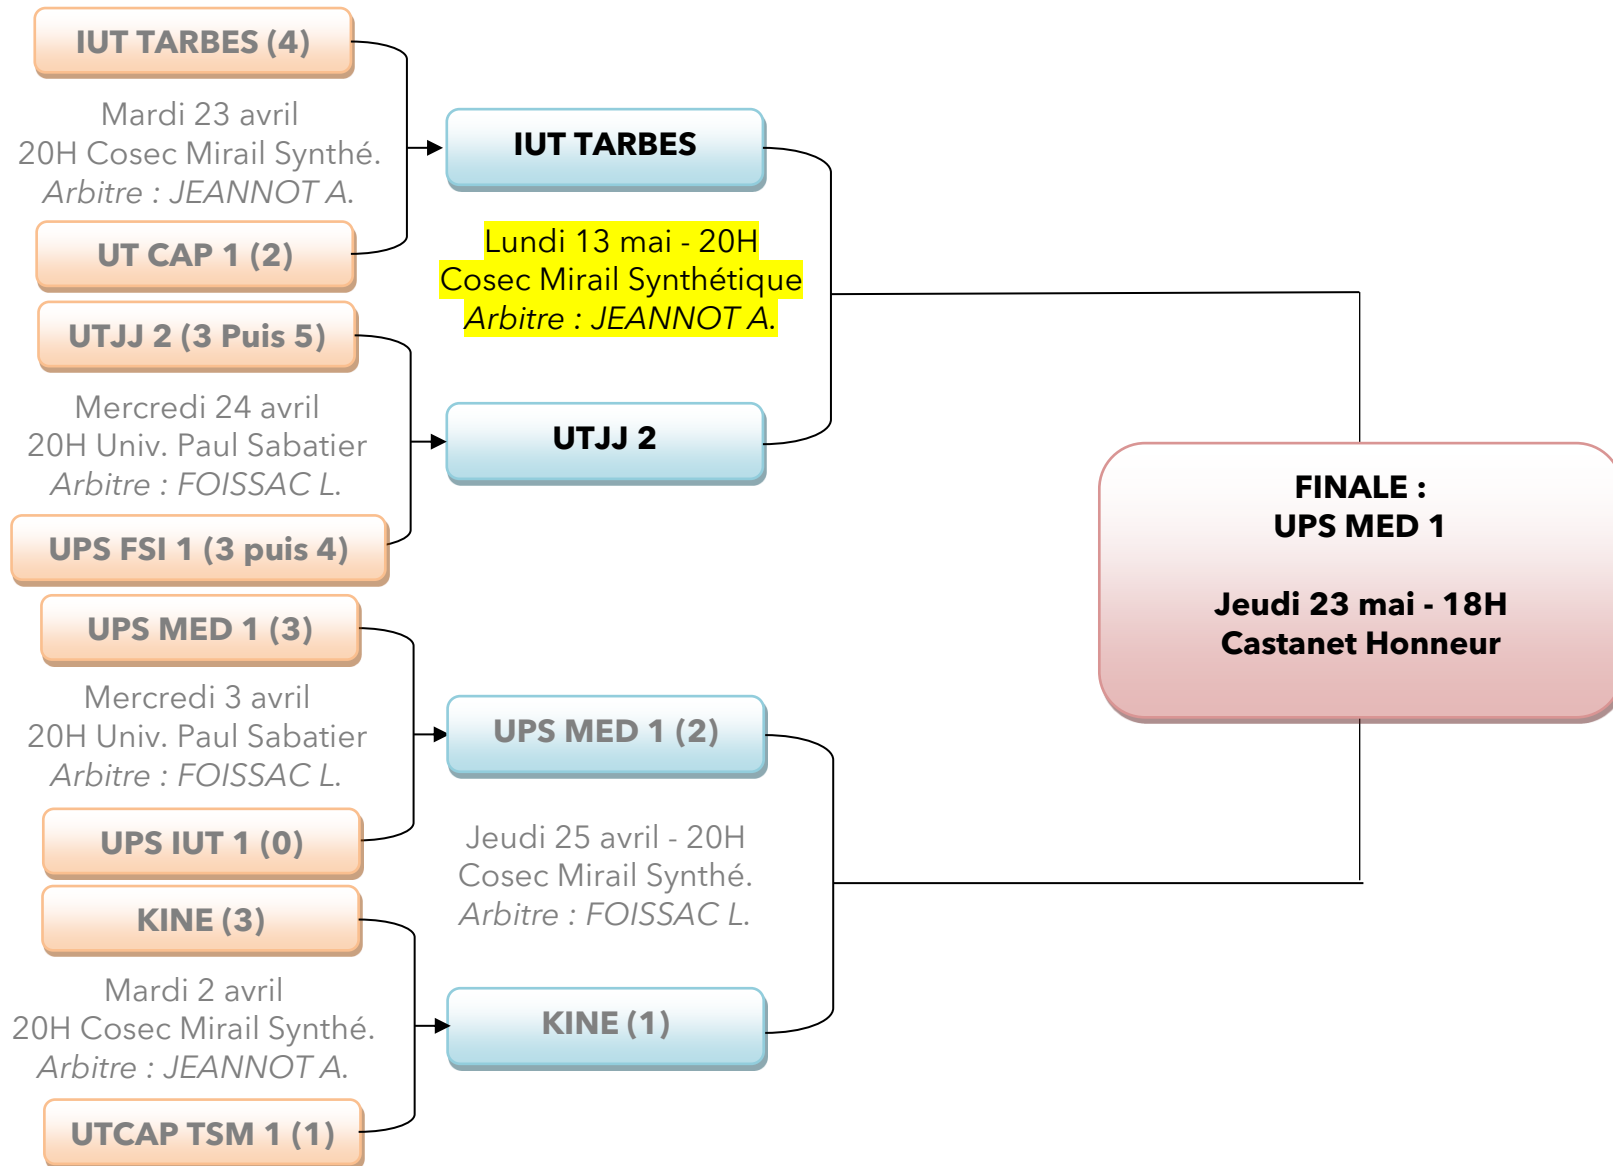 IUT TARBES (4)
Mardi 23 avril
20H Cosec Mirail Synthé.
Arbitre : JEANNOT A.
UT CAP 1 (2)
UTJJ 2 (3 Puis 5)
Mercredi 24 avril
20H Univ. Paul Sabatier
Arbitre : FOISSAC L.
UPS FSI 1 (3 puis 4)
UPS MED 1 (3)
Mercredi 3 avril
20H Univ. Paul Sabatier
Arbitre : FOISSAC L.
UPS IUT 1 (0)
KINE (3)
Mardi 2 avril
20H Cosec Mirail Synthé.
Arbitre : JEANNOT A.
UTCAP TSM 1 (1)
IUT TARBES
Lundi 13 mai - 20H
Cosec Mirail Synthétique
Arbitre : JEANNOT A.
UTJJ 2
UPS MED 1 (2)
Jeudi 25 avril - 20H
Cosec Mirail Synthé.
Arbitre : FOISSAC L.
KINE (1)
FINALE :
UPS MED 1
Jeudi 23 mai - 18H
Castanet Honneur